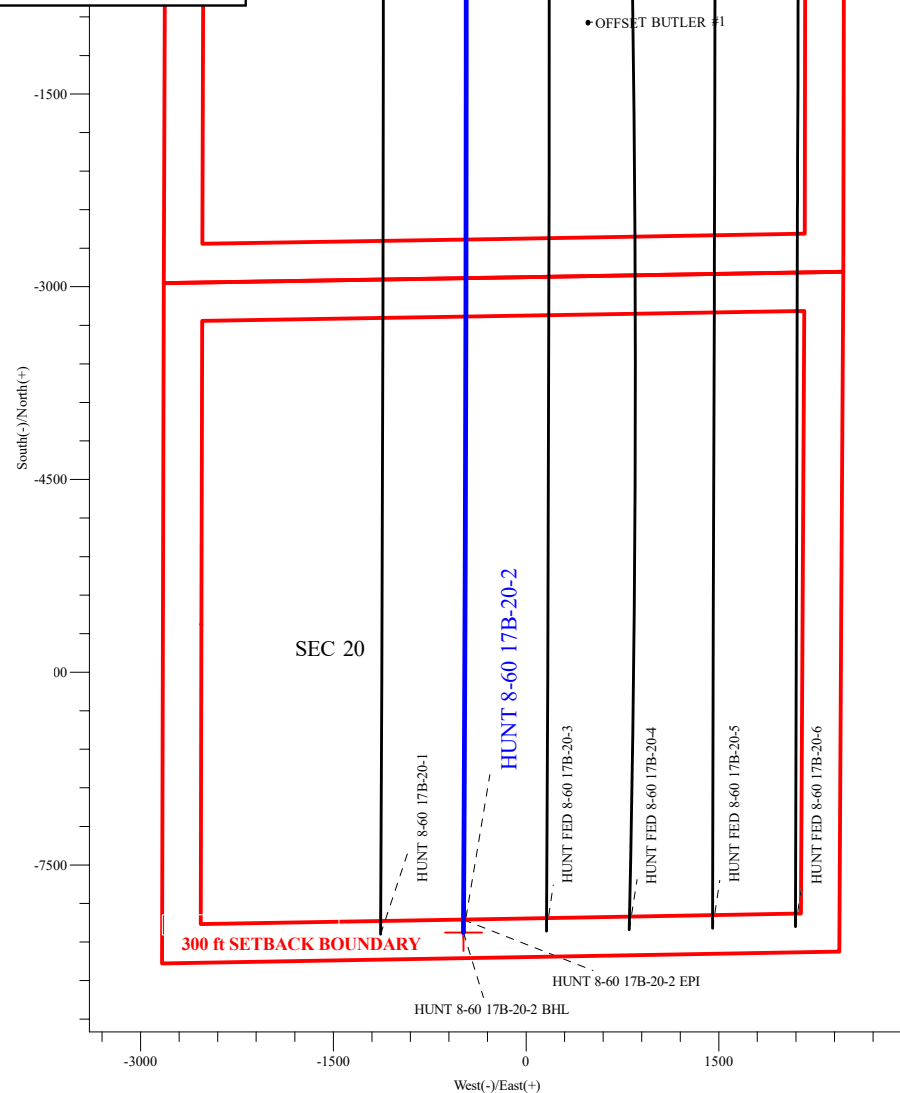 OFFSET BUTLER #1
-1500
-3000
South(-)/North(+)
-4500
SEC 20
HUNT 8-60 17B-20-2
00
HUNT 8-60 17B-20-1
HUNT FED 8-60 17B-20-3
HUNT FED 8-60 17B-20-4
HUNT FED 8-60 17B-20-5
HUNT FED 8-60 17B-20-6
-7500
300 ft SETBACK BOUNDARY
HUNT 8-60 17B-20-2 EPI
HUNT 8-60 17B-20-2 BHL
-3000
-1500
0
1500
West(-)/East(+)